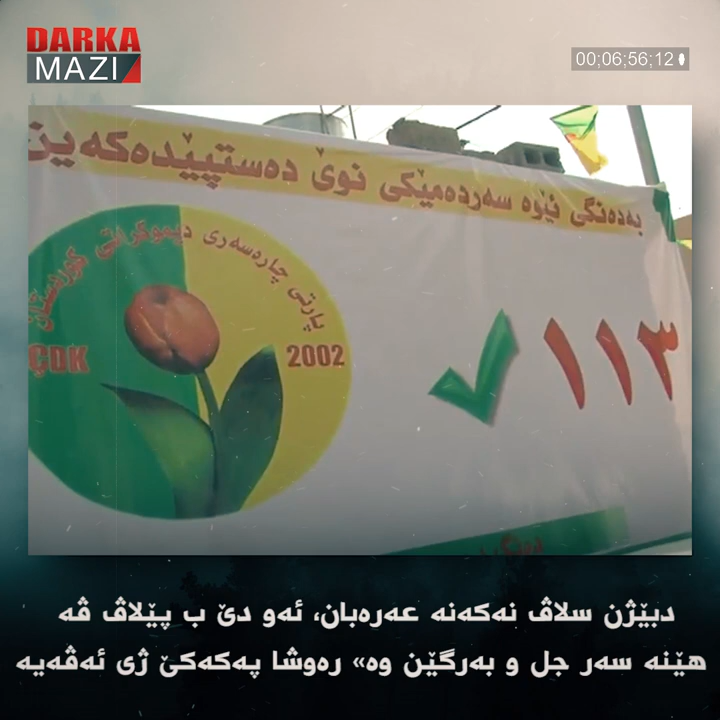 DARKA
MAZI
00;06;56;12
بەدەنگی ئێوە سەردەمێکی نوێ دەستپێدەکەین
پارتی چارەسەری دیموکراتی کوردستان
ÇDK
2002
١١٣
دبێژن سلاڤ نەکەنە عەرەبان، ئەو دێ ب پێلاڤ ڤە
هێنە سەر جل و بەرگێن وە» رەوشا پەکەکێ ژی ئەڤەیە